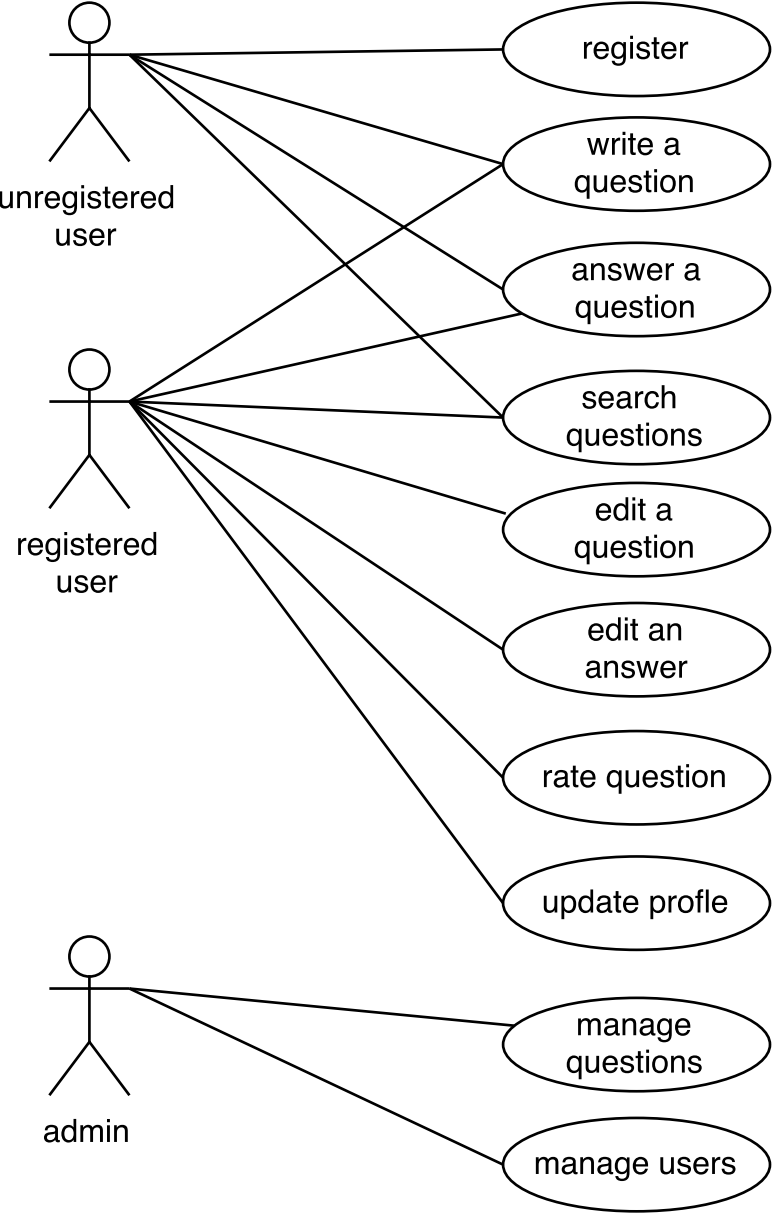 register
write a
question
unregistered
user
answer a
question
search
questions
edit a
question
registered
user
edit an
answer
rate question
update profle
manage
questions
admin
manage users